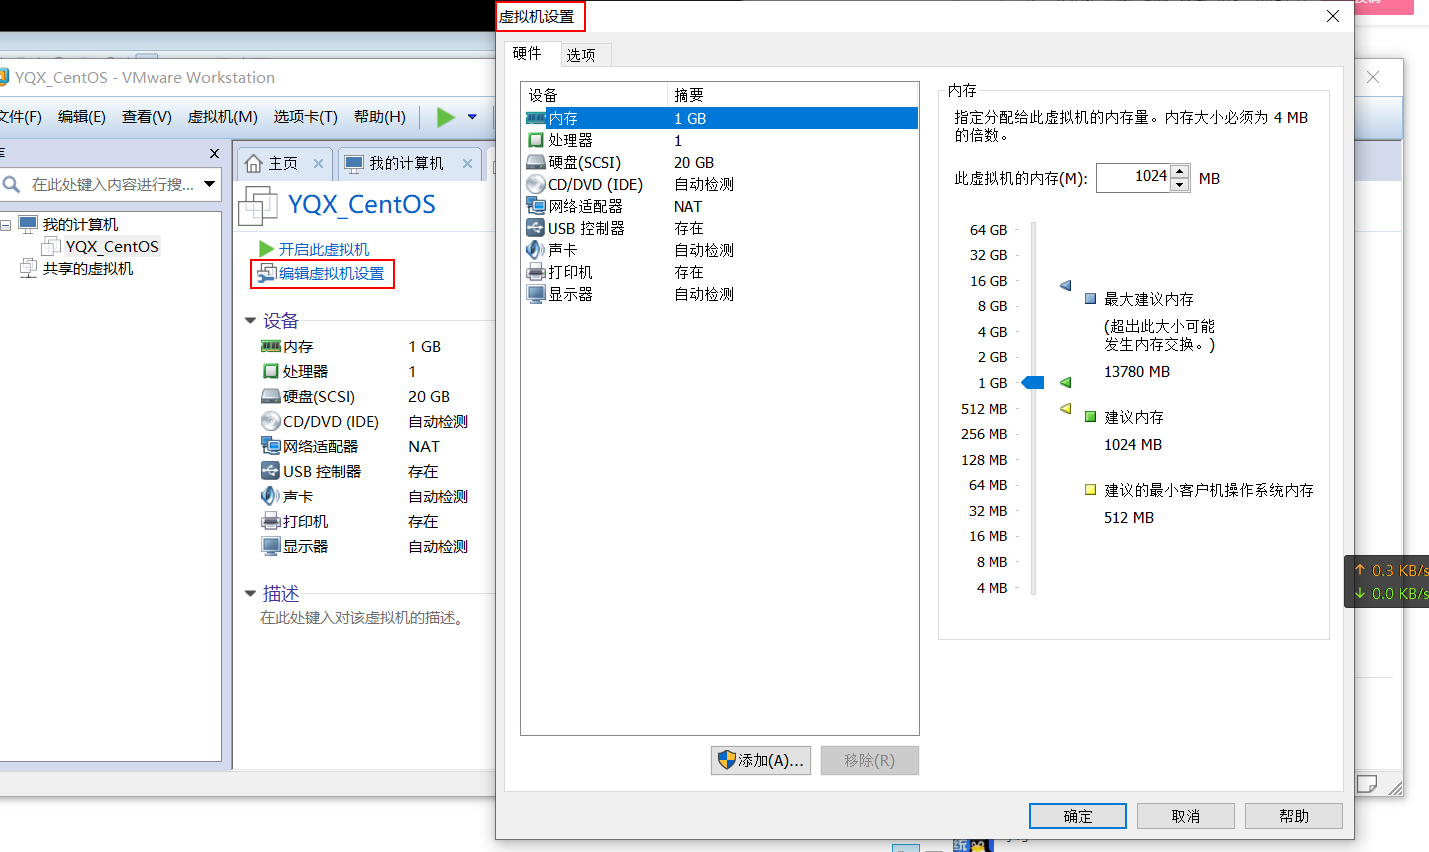 虚拟机设置
硬件
选项
YQX_CentOS - VMware Workstation
文件(F) 编辑(E) 查看(V) 虚拟机(M) 选项卡(T) 帮助(H)
在此处键入内容进行搜...
我的计算机
YQX_CentOS
共享的虚拟机
主页
我的计算机
YQX_CentOS
开启此虚拟机
编辑虚拟机设置
设备
内存 1 GB
处理器 1
硬盘(SCSI) 20 GB
CD/DVD (IDE) 自动检测
网络适配器 NAT
USB 控制器 存在
声卡 自动检测
打印机 存在
显示器 自动检测
描述
在此处键入对该虚拟机的描述。
设备 摘要
内存 1 GB
处理器 1
硬盘(SCSI) 20 GB
CD/DVD (IDE) 自动检测
网络适配器 NAT
USB 控制器 存在
声卡 自动检测
打印机 存在
显示器 自动检测
添加(A)...
移除(R)
内存
指定分配给此虚拟机的内存量。内存大小必须为 4 MB
的倍数。
此虚拟机的内存(M): 1024 MB
64 GB
32 GB
16 GB
8 GB
4 GB
2 GB
1 GB
512 MB
256 MB
128 MB
64 MB
32 MB
16 MB
8 MB
4 MB
最大建议内存
(超出此大小可能
发生内存交换。)
13780 MB
建议内存
1024 MB
建议的最小客户机操作系统内存
512 MB
确定
取消
帮助
↑ 0.3 KB/s
↓ 0.0 KB/s